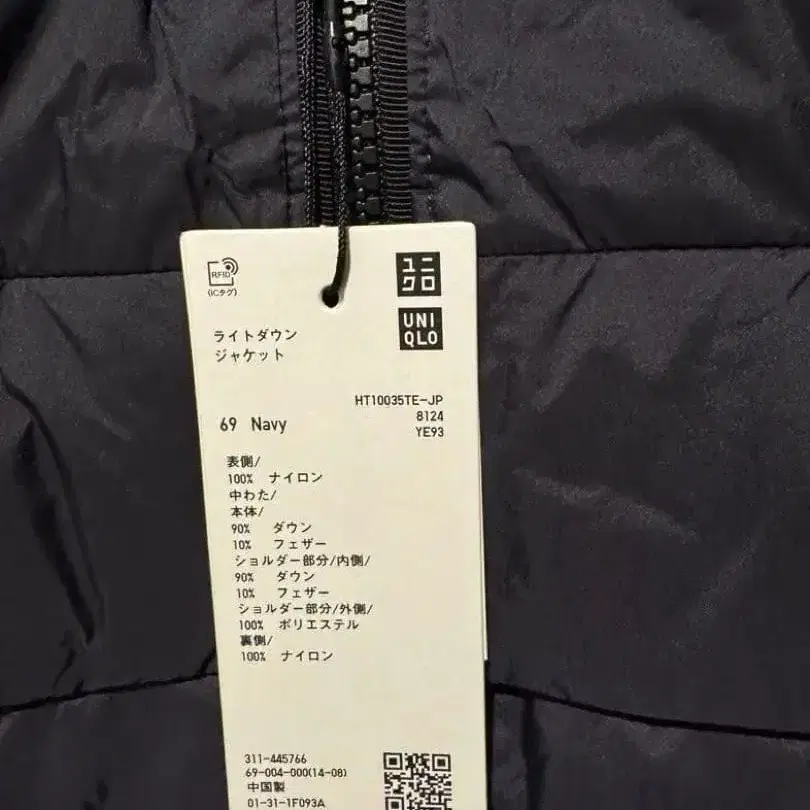 RFID
(ICタグ)
ユニ
クロ
UNI
QLO
ライトダウン
ジャケット
HT10035TE-JP
8124
YE93
69 Navy
表側/
100% ナイロン
中わた/
本体/
90% ダウン
10% フェザー
ショルダー部分/内側/
90% ダウン
10% フェザー
ショルダー部分/外側/
100% ポリエステル
裏側/
100% ナイロン
311-445766
69-004-000(14-08)
中国製
01-31-1F093A